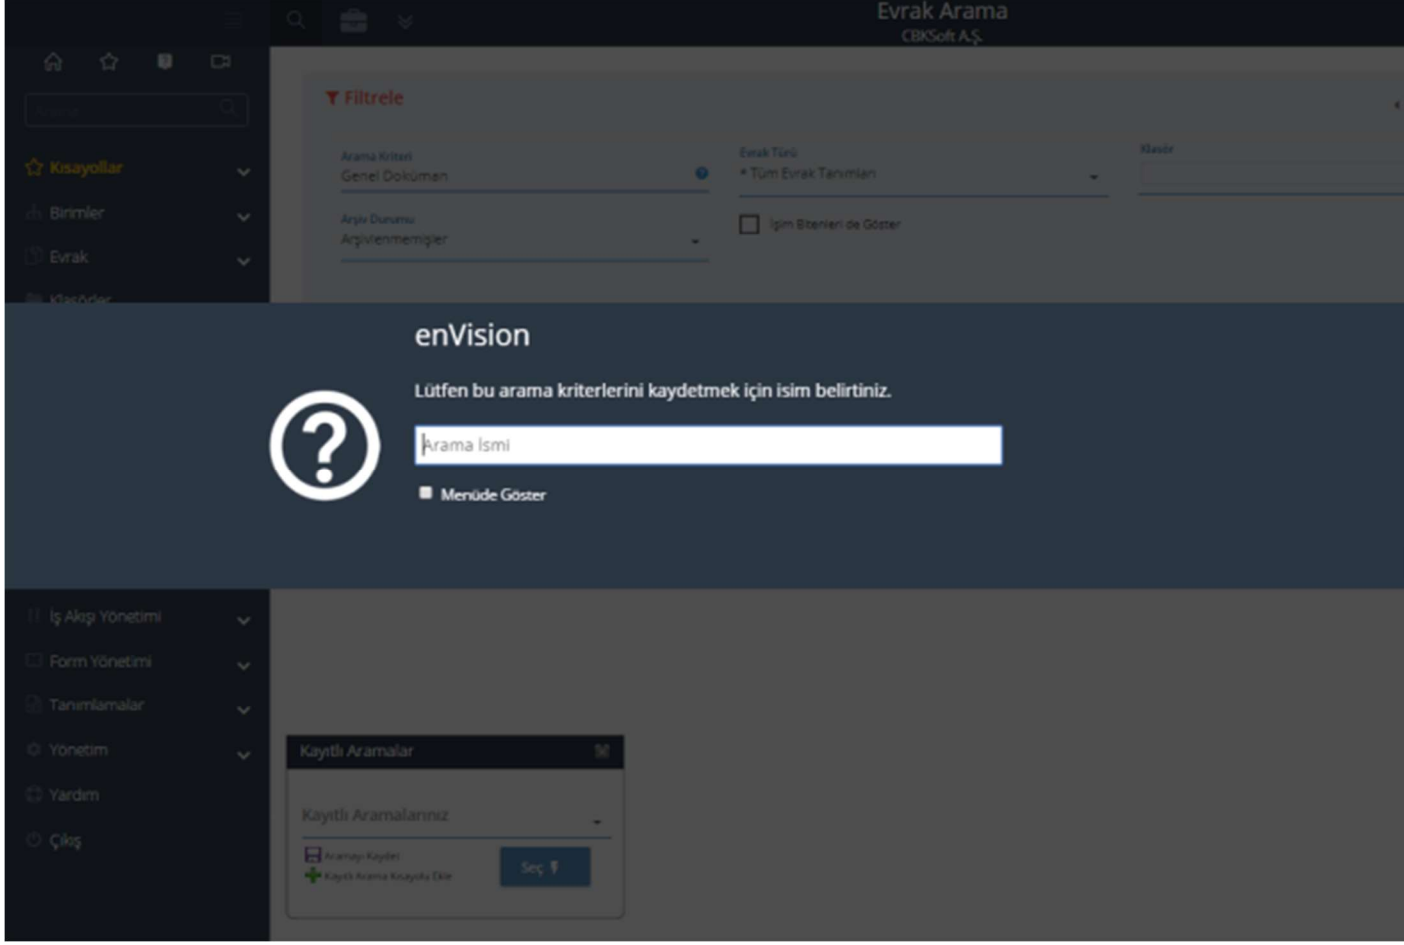 Evrak Arama
CBKSoft A.Ş.
Filtrele
Arama Kriteri
Genel Doküman
Evrak Türü
* Tüm Evrak Tanımları
Klasör
Arşiv Durumu
Arşivlenmemişler
İşim Bitenleri de Göster
Kısayollar
Birimler
Evrak
Klasörler
enVision
Lütfen bu arama kriterlerini kaydetmek için isim belirtiniz.
Arama İsmi
Menüde Göster
İş Akışı Yönetimi
Form Yönetimi
Tanımlamalar
Yönetim
Yardım
Çıkış
Kayıtlı Aramalar
Kayıtlı Aramalarınız
Aramayı Kaydet
Kayıtlı Arama Kısayolu Ekle
Seç